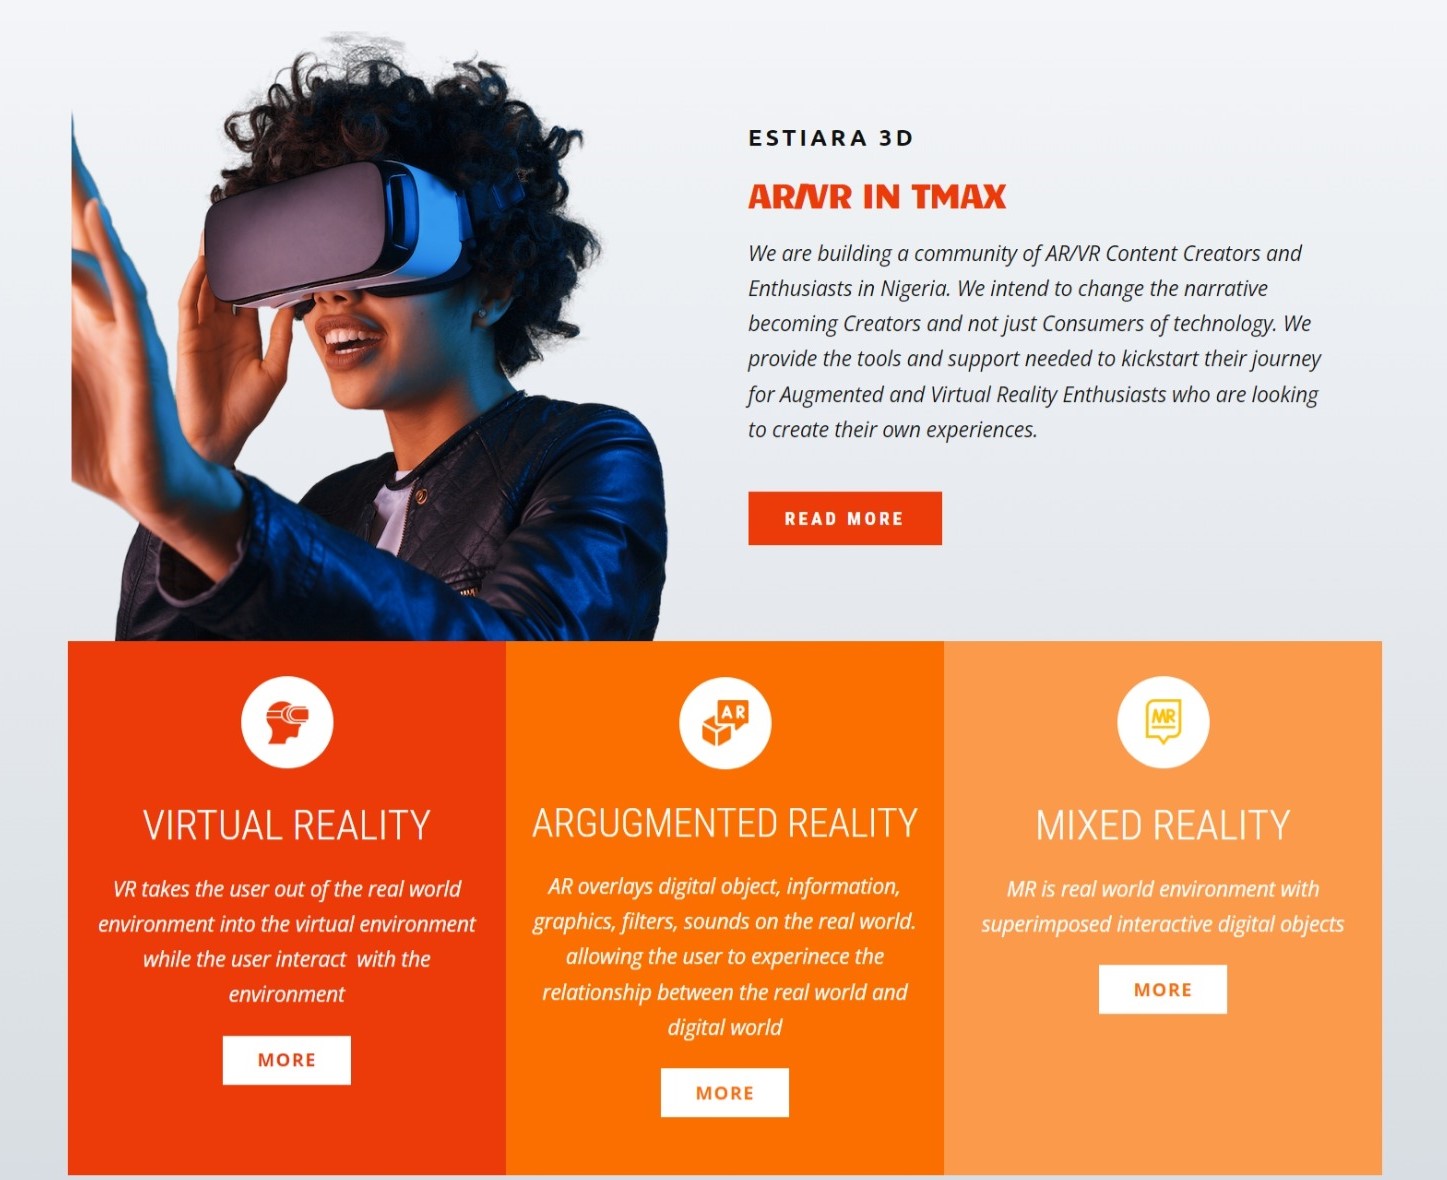 ESTIARA 3D
AR/VR IN TMAX
We are building a community of AR/VR Content Creators and
Enthusiasts in Nigeria. We intend to change the narrative
becoming Creators and not just Consumers of technology. We
provide the tools and support needed to kickstart their journey
for Augmented and Virtual Reality Enthusiasts who are looking
to create their own experiences.
READ MORE
VIRTUAL REALITY
VR takes the user out of the real world
environment into the virtual environment
while the user interact  with the
environment
MORE
AR
ARGUGMENTED REALITY
AR overlays digital object, information,
graphics, filters, sounds on the real world.
allowing the user to experinece the
relationship between the real world and
digital world
MORE
MR
MIXED REALITY
MR is real world environment with
superimposed interactive digital objects
MORE